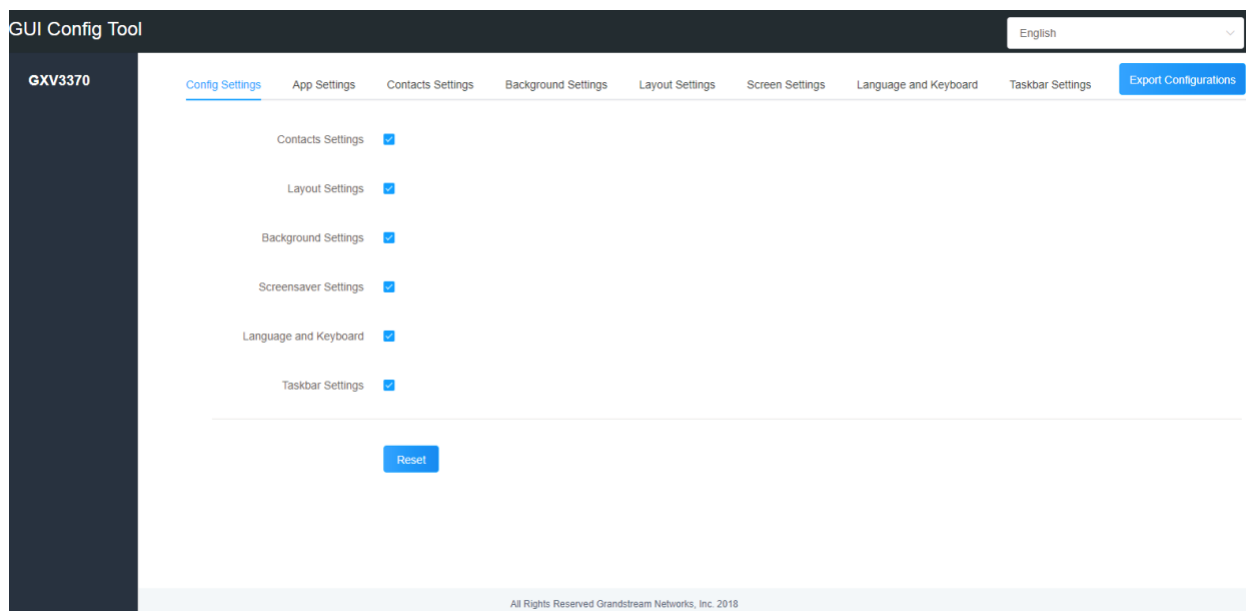 GUI Config Tool
English
GXV3370
Config Settings App Settings Contacts Settings Background Settings Layout Settings Screen Settings Language and Keyboard Taskbar Settings Export Configurations
Contacts Settings
Layout Settings
Background Settings
Screensaver Settings
Language and Keyboard
Taskbar Settings
Reset
All Rights Reserved Grandstream Networks, Inc. 2018